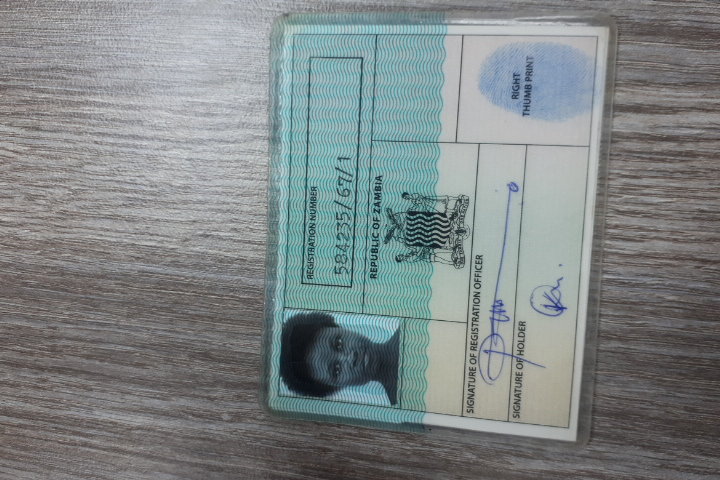 REGISTRATION NUMBER
584235/67/1
REPUBLIC OF ZAMBIA
SIGNATURE OF REGISTRATION OFFICER
SIGNATURE OF HOLDER
RIGHT
THUMB PRINT